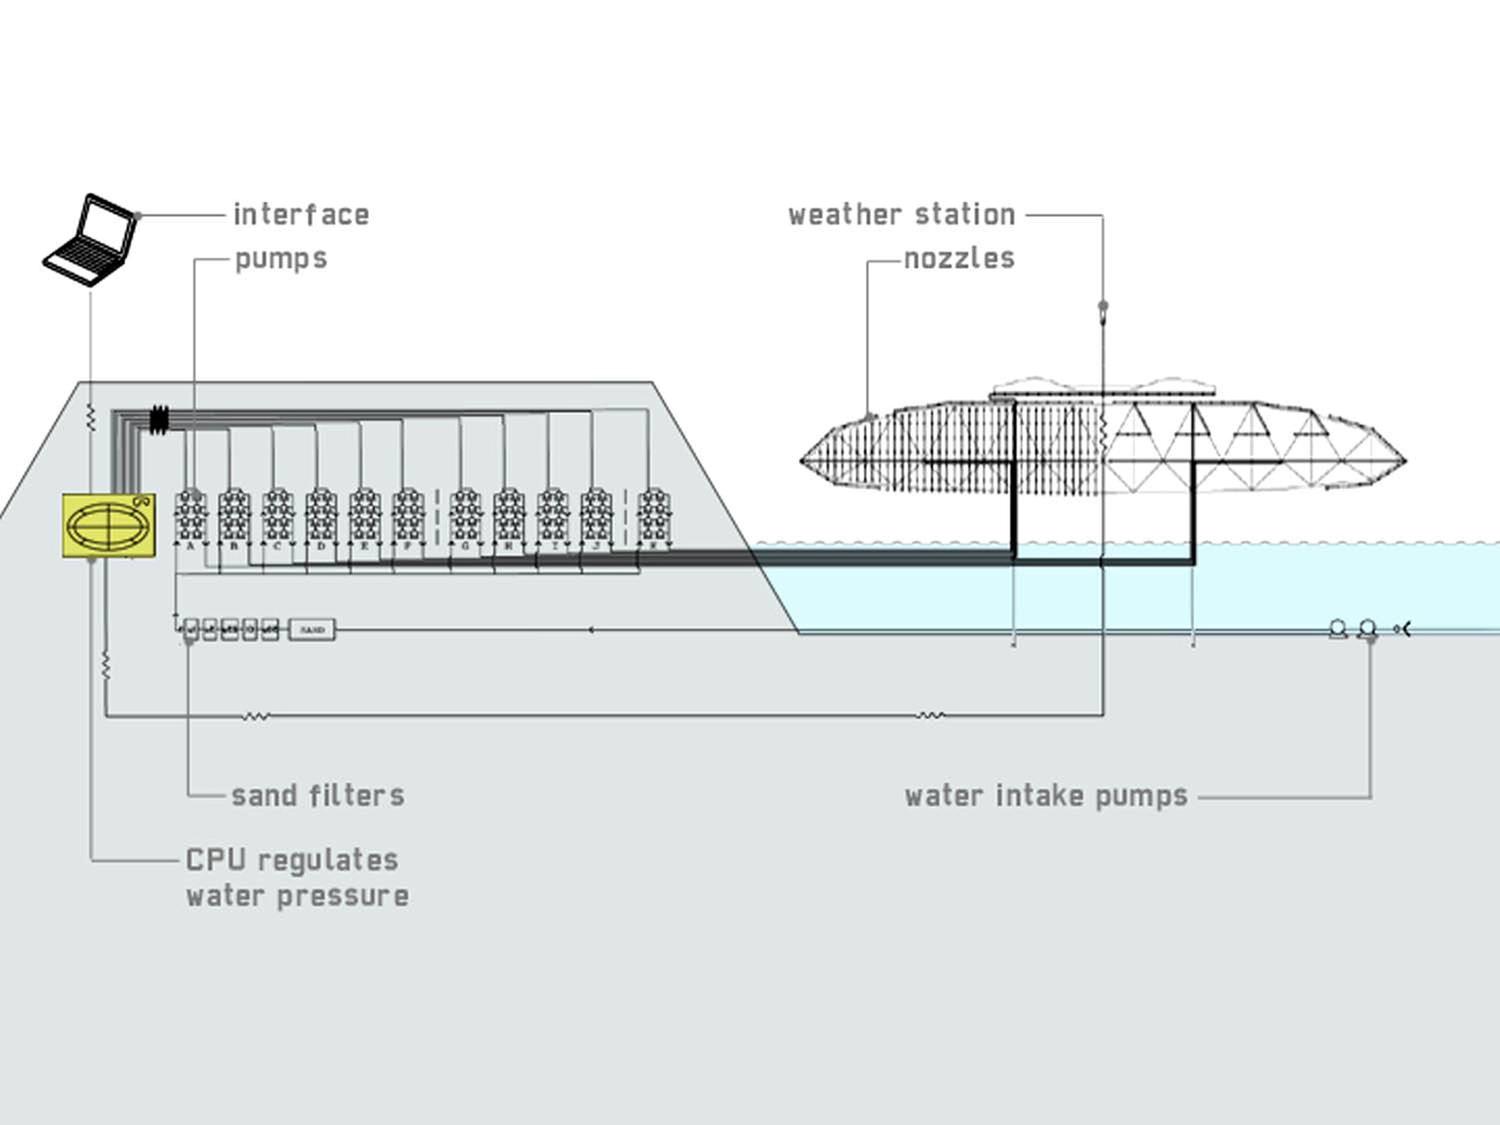 interface
pumps
weather station
nozzles
A B C D E F G H I J K
SAND
sand filters
water intake pumps
CPU regulates
water pressure